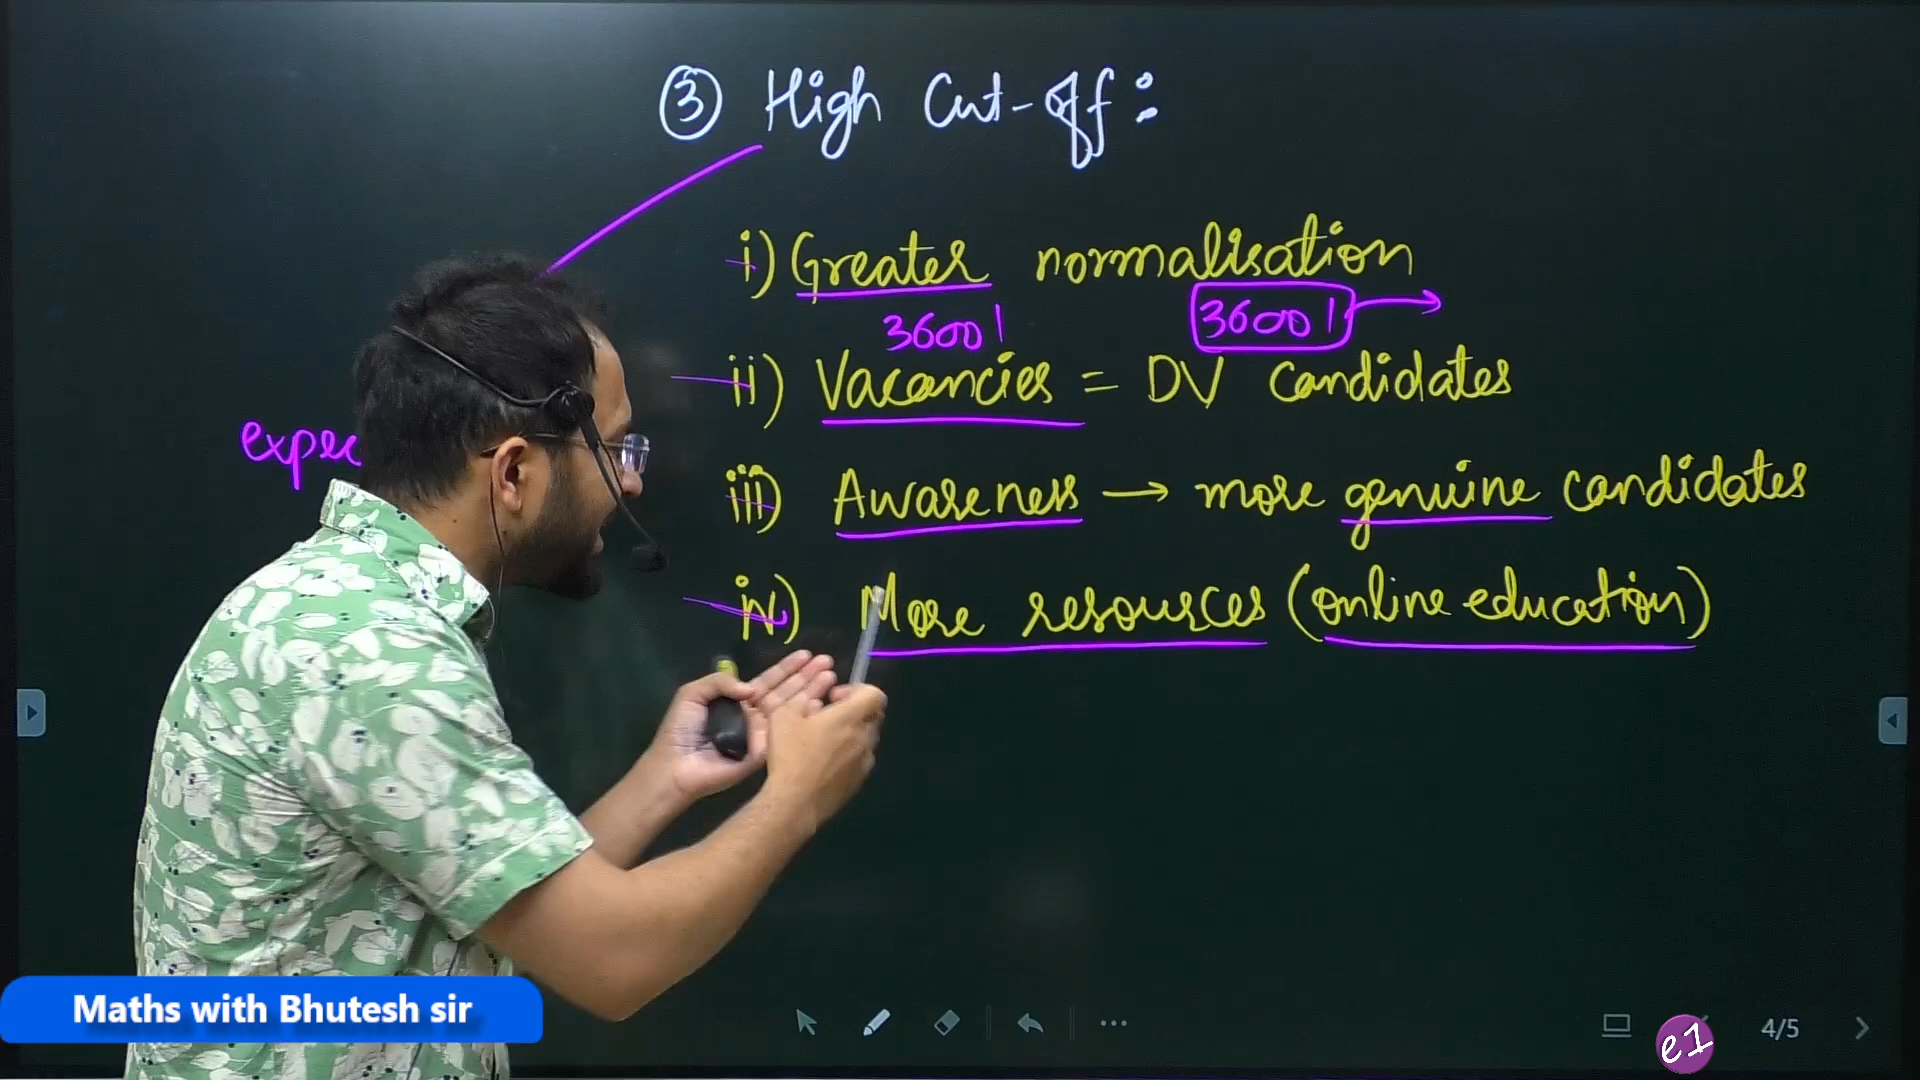 ③ High Cut-off:
i) Greater normalisation
3600 3600
ii) Vacancies = DV candidates
iii) Awareness → more genuine candidates
iv) More resources (online education)
Maths with Bhutesh sir
e1
4/5